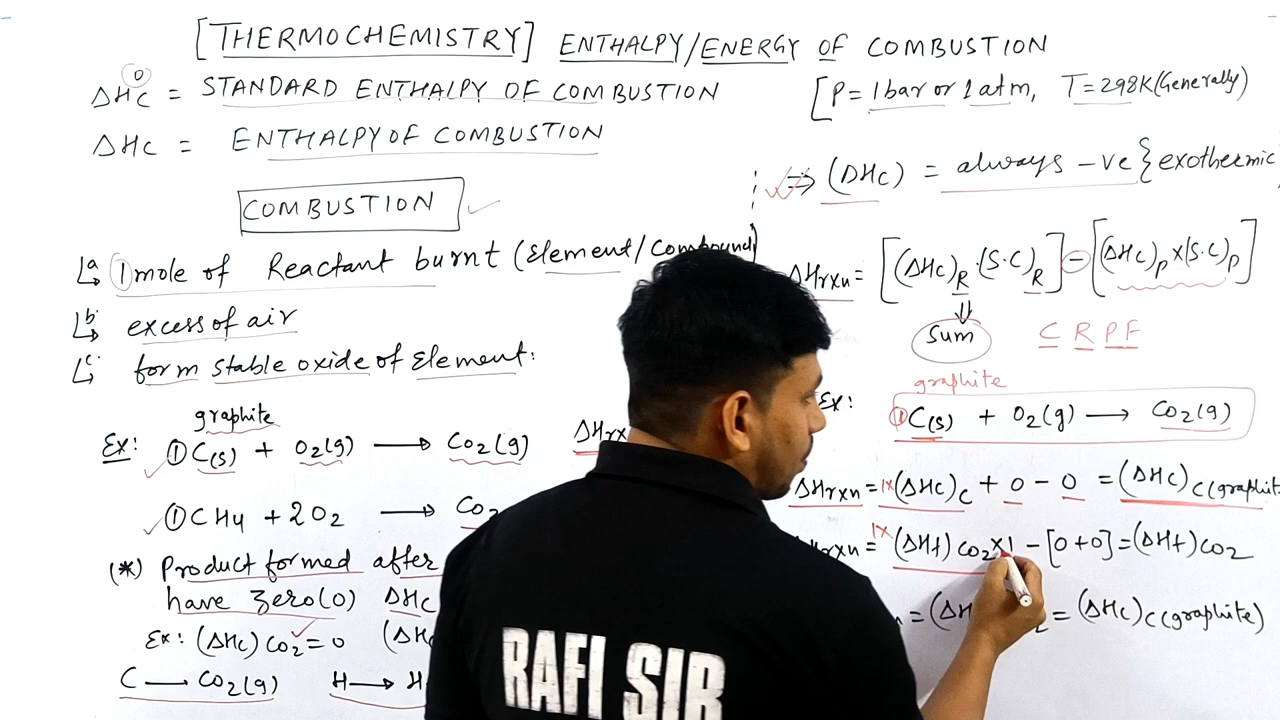 [THERMOCHEMISTRY] ENTHALPY/ENERGY OF COMBUSTION
ΔHc⁰ = STANDARD ENTHALPY OF COMBUSTION [P = 1bar or 1 atm, T = 298K (Generally)
ΔHc = ENTHALPY OF COMBUSTION
⇒ (ΔHc) = always -ve } exothermic
COMBUSTION
a. 1 mole of Reactant burnt (Element/Compound)
b. excess of air
c. form stable oxide of Element:
graphite
Ex: 1 C(s) + O2(g) → CO2(g)
1 CH4 + 2O2 →
(*) Product formed after
have zero(0) ΔHC
Ex: (ΔHc) CO2 = 0
C → CO2(g) H →
ΔHrxn = [(ΔHc)R · (S.C)R] − [(ΔHc)P × (S.C)P]
⇓
Sum C R P F
graphite
Ex: 1 C(s) + O2(g) → CO2(g)
ΔHrxn = 1×(ΔHc)C + 0 − 0 = (ΔHc)C(graphite
= 1×(ΔHf) CO2 × 1 − [0 + 0] = (ΔHf) CO2
= (ΔHc) C(graphite)
RAFI SIR